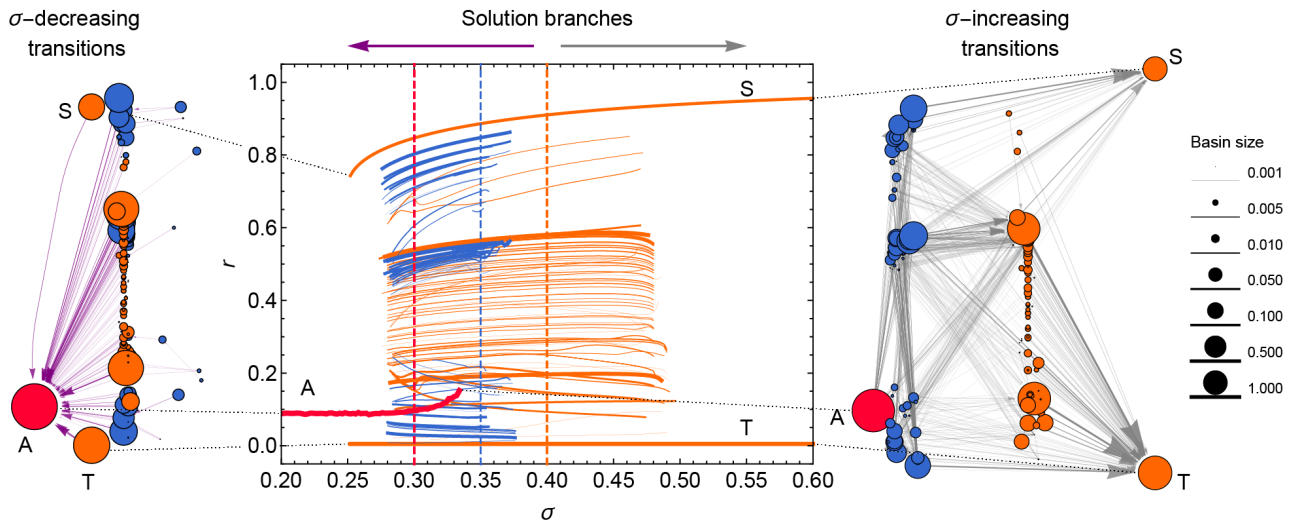 σ-decreasing
transitions
Solution branches
σ-increasing
transitions
S
A
T
1.0
0.8
0.6
0.4
0.2
0.0
r
S
A
T
0.20
0.25
0.30
0.35
0.40
0.45
0.50
0.55
0.60
σ
S
A
T
Basin size
0.001
0.005
0.010
0.050
0.100
0.500
1.000